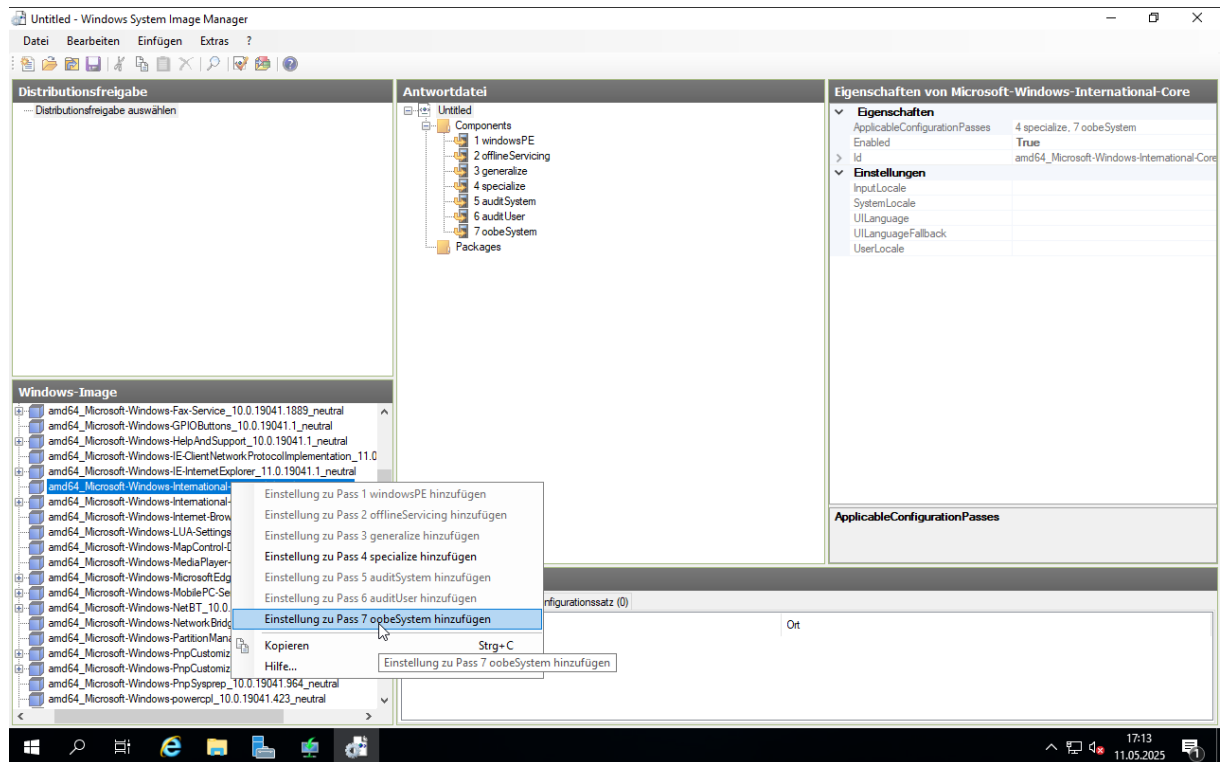 Untitled - Windows System Image Manager
Datei Bearbeiten Einfügen Extras ?
Distributionsfreigabe
Distributionsfreigabe auswählen
Antwortdatei
Untitled
Components
1 windowsPE
2 offlineServicing
3 generalize
4 specialize
5 auditSystem
6 auditUser
7 oobeSystem
Packages
Eigenschaften von Microsoft-Windows-International-Core
Eigenschaften
ApplicableConfigurationPasses 4 specialize, 7 oobeSystem
Enabled True
Id amd64_Microsoft-Windows-International-Core
Einstellungen
InputLocale
SystemLocale
UILanguage
UILanguageFallback
UserLocale
ApplicableConfigurationPasses
Windows-Image
amd64_Microsoft-Windows-Fax-Service_10.0.19041.1889_neutral
amd64_Microsoft-Windows-GPIOButtons_10.0.19041.1_neutral
amd64_Microsoft-Windows-HelpAndSupport_10.0.19041.1_neutral
amd64_Microsoft-Windows-IE-ClientNetworkProtocolImplementation_11.0
amd64_Microsoft-Windows-IE-InternetExplorer_11.0.19041.1_neutral
amd64_Microsoft-Windows-International-
amd64_Microsoft-Windows-International-
amd64_Microsoft-Windows-Internet-Brow
amd64_Microsoft-Windows-LUA-Settings
amd64_Microsoft-Windows-MapControl-D
amd64_Microsoft-Windows-MediaPlayer-
amd64_Microsoft-Windows-MicrosoftEdg
amd64_Microsoft-Windows-MobilePC-Se
amd64_Microsoft-Windows-NetBT_10.0.
amd64_Microsoft-Windows-Network Bridg
amd64_Microsoft-Windows-PartitionMana
amd64_Microsoft-Windows-PnpCustomiz
amd64_Microsoft-Windows-PnpCustomiz
amd64_Microsoft-Windows-PnpSysprep_10.0.19041.964_neutral
amd64_Microsoft-Windows-powercpl_10.0.19041.423_neutral
Einstellung zu Pass 1 windowsPE hinzufügen
Einstellung zu Pass 2 offlineServicing hinzufügen
Einstellung zu Pass 3 generalize hinzufügen
Einstellung zu Pass 4 specialize hinzufügen
Einstellung zu Pass 5 auditSystem hinzufügen
Einstellung zu Pass 6 auditUser hinzufügen
Einstellung zu Pass 7 oobeSystem hinzufügen
Kopieren Strg+C
Hilfe...
Einstellung zu Pass 7 oobeSystem hinzufügen
nfigurationssatz (0)
Ort
17:13
11.05.2025
1